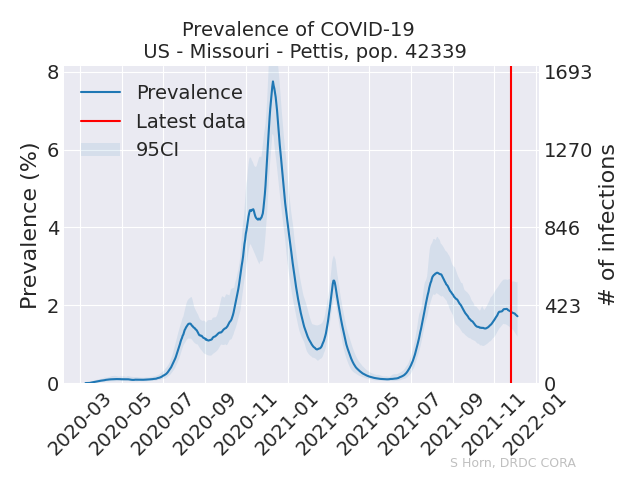 Prevalence of COVID-19
US - Missouri - Pettis, pop. 42339
Prevalence
Latest data
95CI
Prevalence (%)
8
6
4
2
0
1693
1270
846
423
0
# of infections
2020-03
2020-05
2020-07
2020-09
2020-11
2021-01
2021-03
2021-05
2021-07
2021-09
2021-11
2022-01
S Horn, DRDC CORA